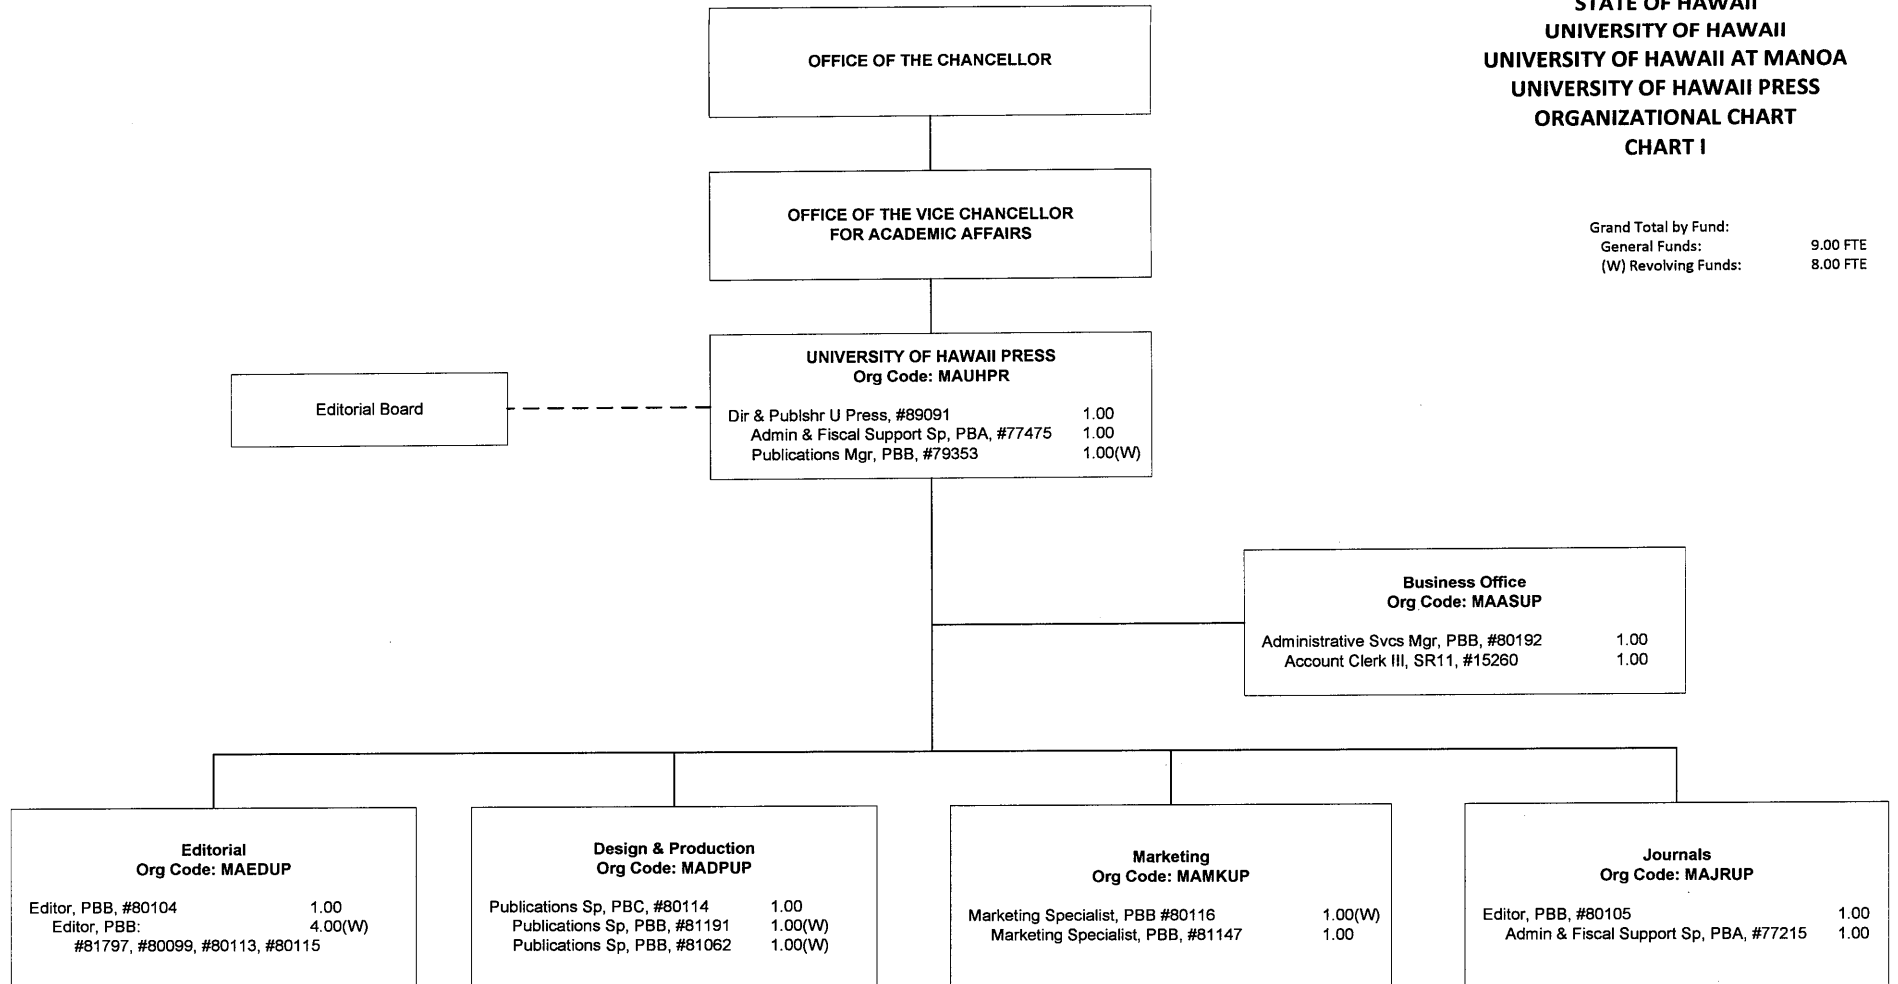 STATE OF HAWAII
UNIVERSITY OF HAWAII
UNIVERSITY OF HAWAII AT MANOA
UNIVERSITY OF HAWAII PRESS
ORGANIZATIONAL CHART
CHART I
Grand Total by Fund:
General Funds: 9.00 FTE
(W) Revolving Funds: 8.00 FTE
OFFICE OF THE CHANCELLOR
OFFICE OF THE VICE CHANCELLOR
FOR ACADEMIC AFFAIRS
UNIVERSITY OF HAWAII PRESS
Org Code: MAUHPR
Dir & Publshr U Press, #89091 1.00
Admin & Fiscal Support Sp, PBA, #77475 1.00
Publications Mgr, PBB, #79353 1.00(W)
Editorial Board
Business Office
Org Code: MAASUP
Administrative Svcs Mgr, PBB, #80192 1.00
Account Clerk III, SR11, #15260 1.00
Editorial
Org Code: MAEDUP
Editor, PBB, #80104 1.00
Editor, PBB: 4.00(W)
#81797, #80099, #80113, #80115
Design & Production
Org Code: MADPUP
Publications Sp, PBC, #80114 1.00
Publications Sp, PBB, #81191 1.00(W)
Publications Sp, PBB, #81062 1.00(W)
Marketing
Org Code: MAMKUP
Marketing Specialist, PBB #80116 1.00(W)
Marketing Specialist, PBB, #81147 1.00
Journals
Org Code: MAJRUP
Editor, PBB, #80105 1.00
Admin & Fiscal Support Sp, PBA, #77215 1.00